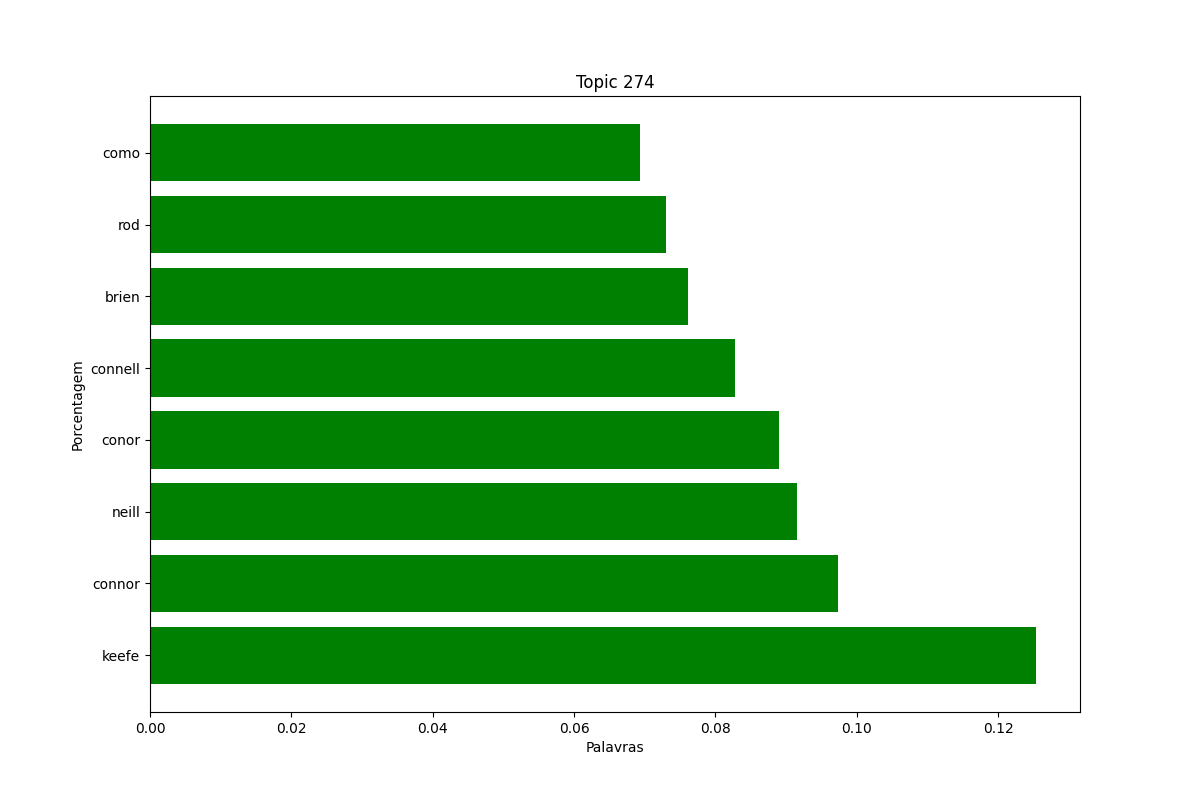 Topic 274
como
rod
brien
connell
conor
neill
connor
keefe
Porcentagem
0.00 0.02 0.04 0.06 0.08 0.10 0.12
Palavras